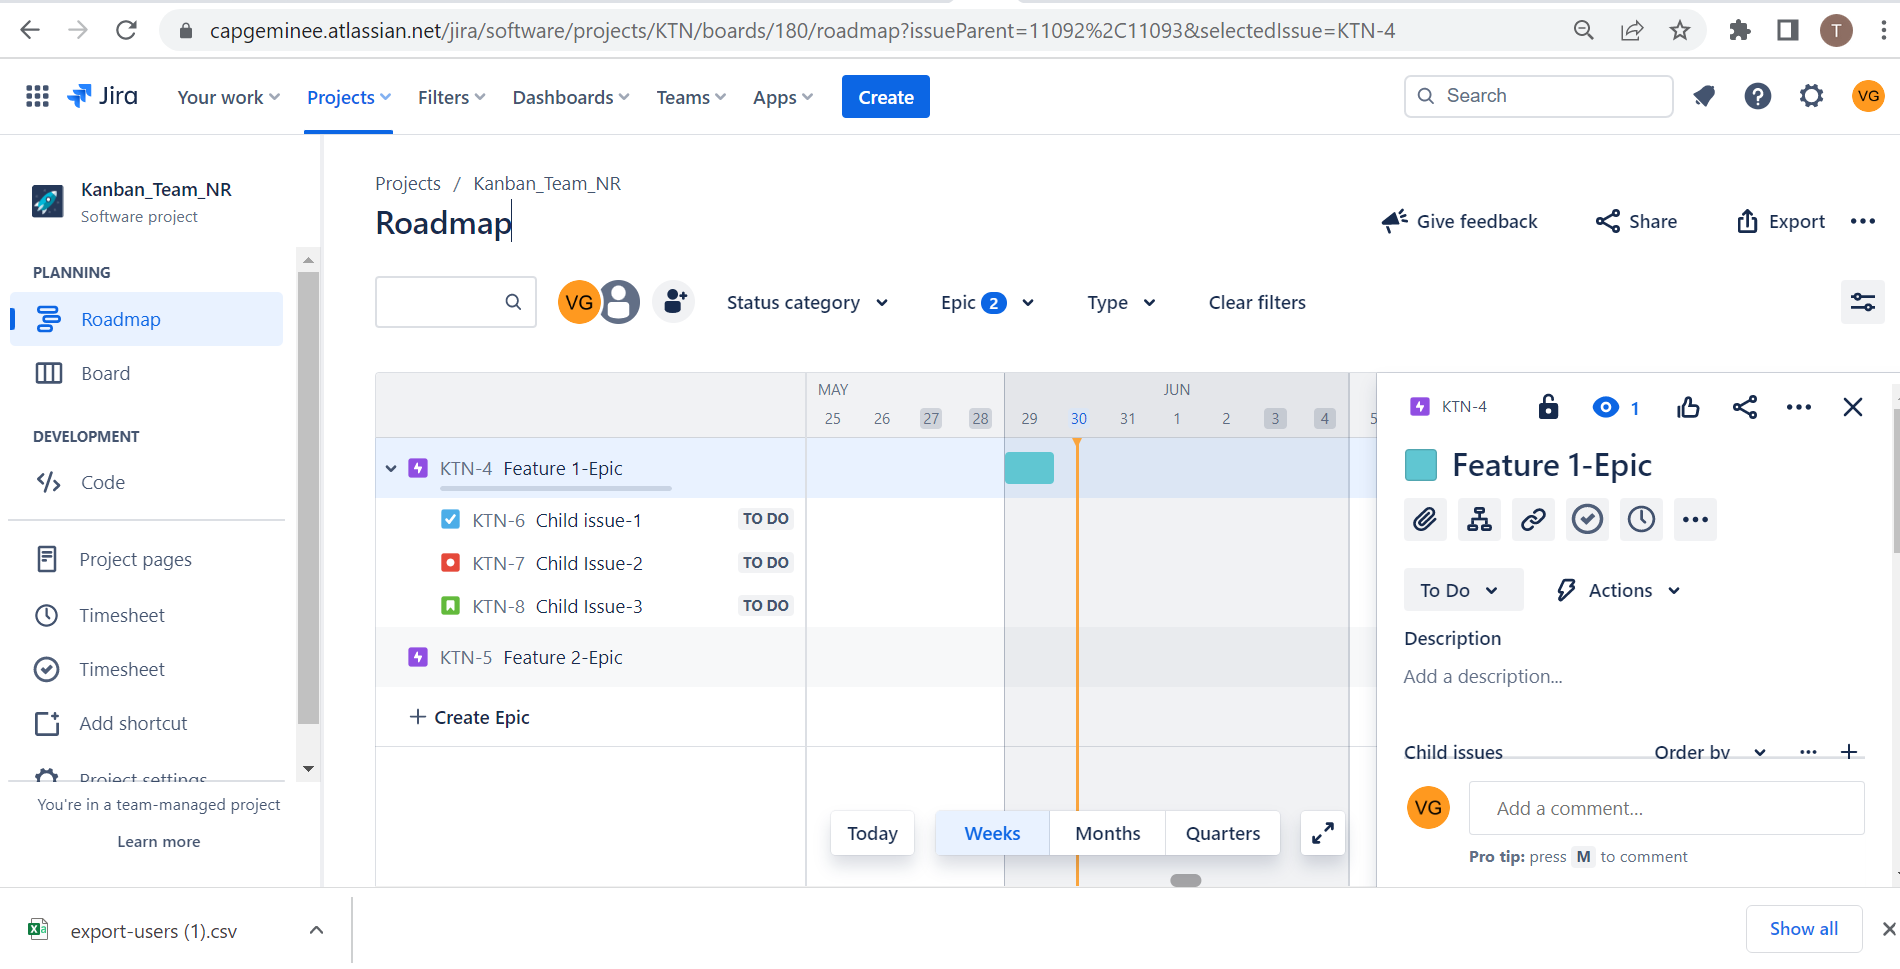 capgeminee.atlassian.net/jira/software/projects/KTN/boards/180/roadmap?issueParent=11092%2C11093&selectedIssue=KTN-4
T
Jira
Your work
Projects
Filters
Dashboards
Teams
Apps
Create
Search
VG
Kanban_Team_NR
Software project
PLANNING
Roadmap
Board
DEVELOPMENT
Code
Project pages
Timesheet
Timesheet
Add shortcut
Project settings
You're in a team-managed project
Learn more
Projects / Kanban_Team_NR
Roadmap
Give feedback
Share
Export
VG
Status category
Epic 2
Type
Clear filters
MAY
JUN
25 26 27 28 29 30 31 1 2 3 4 5
KTN-4 Feature 1-Epic
KTN-6 Child issue-1 TO DO
KTN-7 Child Issue-2 TO DO
KTN-8 Child Issue-3 TO DO
KTN-5 Feature 2-Epic
+ Create Epic
Today
Weeks
Months
Quarters
KTN-4
1
Feature 1-Epic
To Do
Actions
Description
Add a description...
Child issues
Order by
VG
Add a comment...
Pro tip: press M to comment
export-users (1).csv
Show all